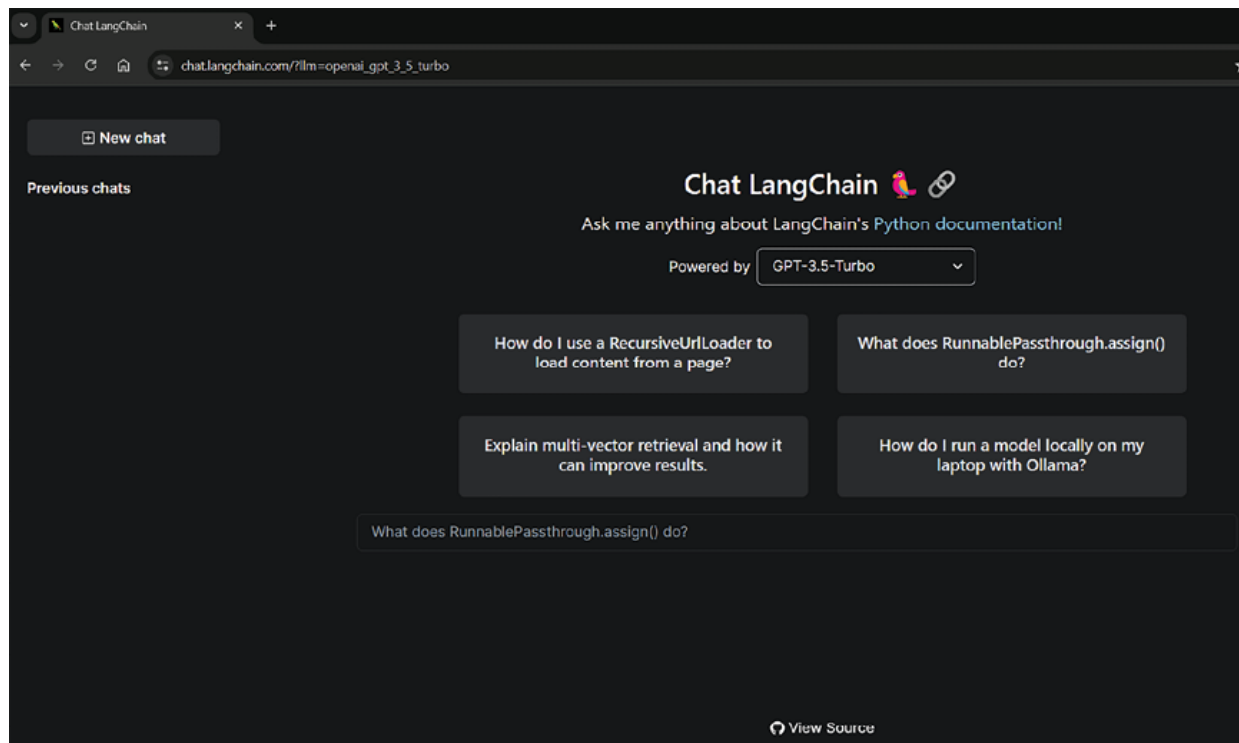 Chat LangChain
chat.langchain.com/?llm=openai_gpt_3_5_turbo
New chat
Previous chats
Chat LangChain
Ask me anything about LangChain's Python documentation!
Powered by GPT-3.5-Turbo
How do I use a RecursiveUrlLoader to
load content from a page?
What does RunnablePassthrough.assign()
do?
Explain multi-vector retrieval and how it
can improve results.
How do I run a model locally on my
laptop with Ollama?
What does RunnablePassthrough.assign() do?
View Source